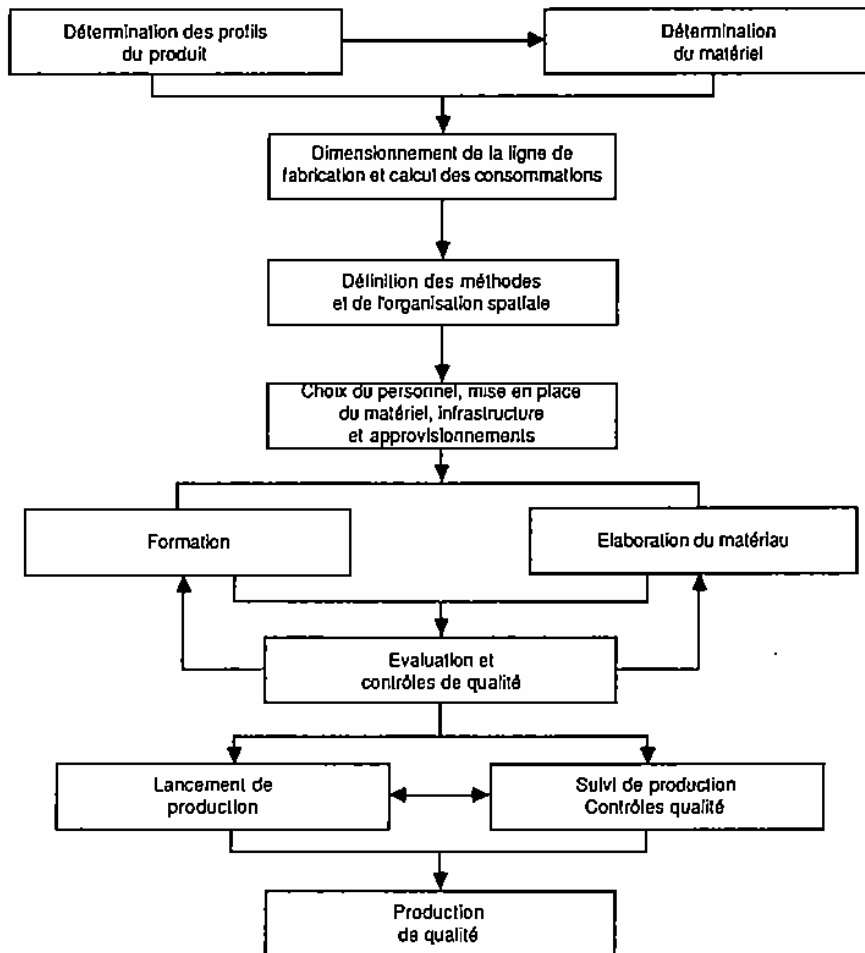 Détermination des profils
du produit
Détermination
du matériel
Dimensionnement de la ligne de
fabrication et calcul des consommations
Définition des méthodes
et de l'organisation spatiale
Choix du personnel, mise en place
du matériel, infrastructure
et approvisionnements
Formation
Elaboration du matériau
Evaluation et
contrôles de qualité
Lancement de
production
Suivi de production
Contrôles qualité
Production
de qualité